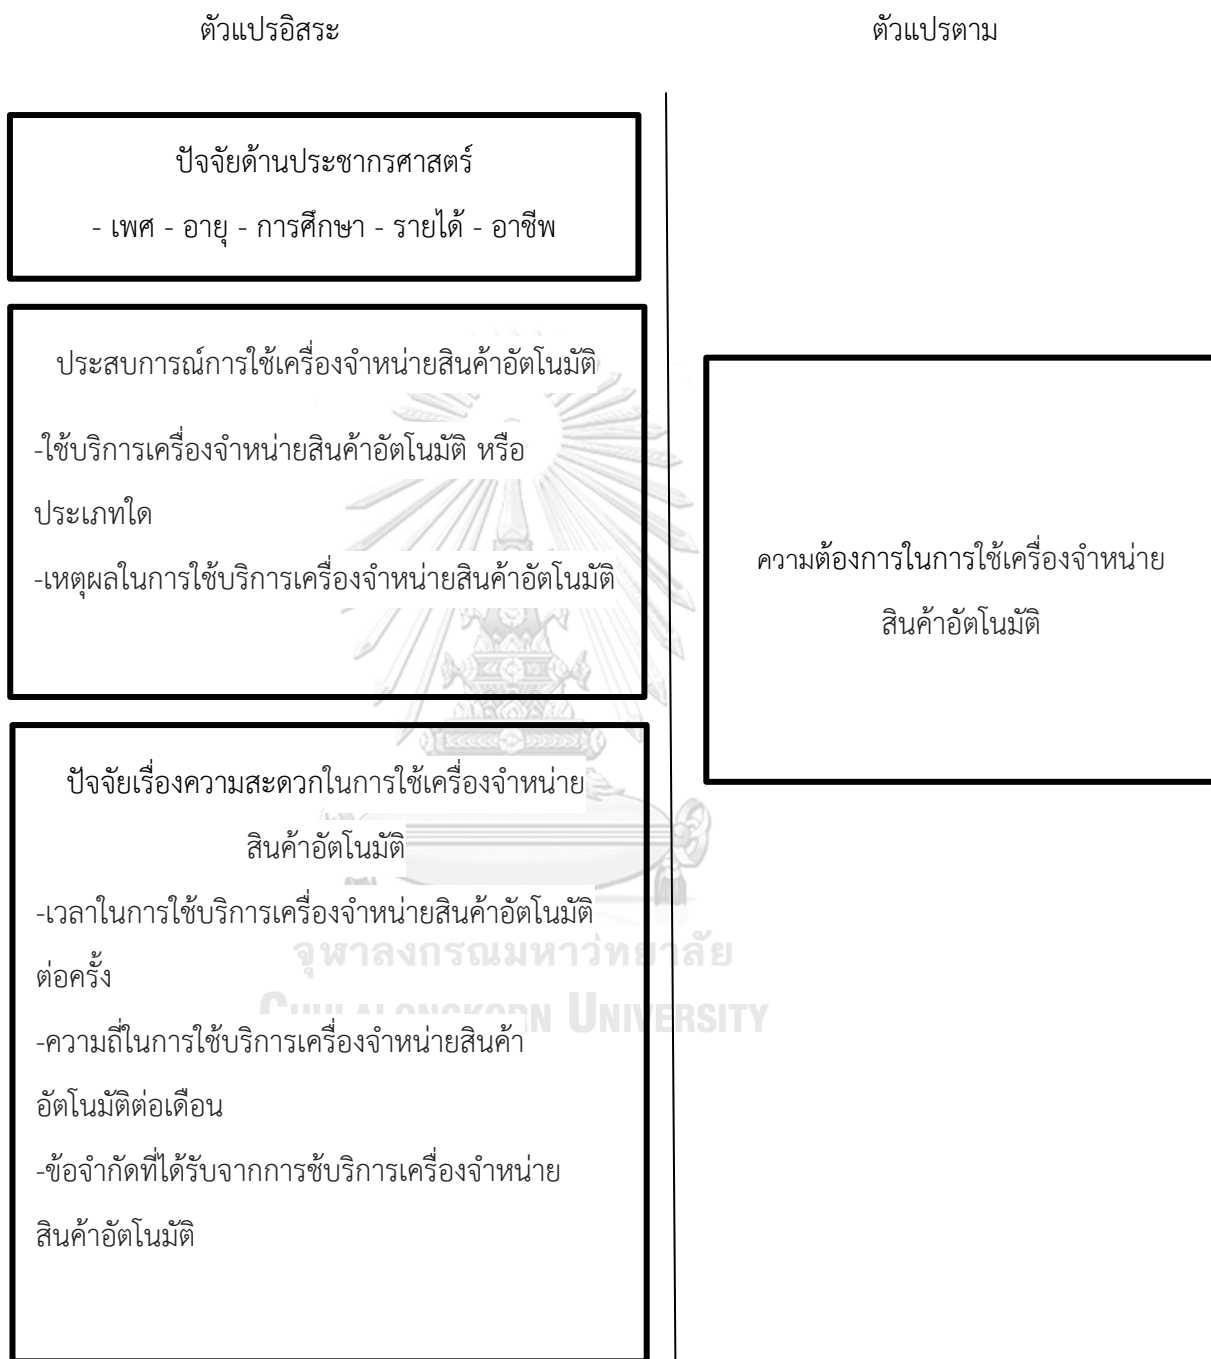 ตัวแปรอิสระ
ตัวแปรตาม
ปัจจัยด้านประชากรศาสตร์
- เพศ - อายุ - การศึกษา - รายได้ - อาชีพ
ประสบการณ์การใช้เครื่องจำหน่ายสินค้าอัตโนมัติ
-ใช้บริการเครื่องจำหน่ายสินค้าอัตโนมัติ หรือ
ประเภทใด
-เหตุผลในการใช้บริการเครื่องจำหน่ายสินค้าอัตโนมัติ
ปัจจัยเรื่องความสะดวกในการใช้เครื่องจำหน่าย
สินค้าอัตโนมัติ
-เวลาในการใช้บริการเครื่องจำหน่ายสินค้าอัตโนมัติ
ต่อครั้ง
-ความถี่ในการใช้บริการเครื่องจำหน่ายสินค้า
อัตโนมัติต่อเดือน
-ข้อจำกัดที่ได้รับจากการช้บริการเครื่องจำหน่าย
สินค้าอัตโนมัติ
ความต้องการในการใช้เครื่องจำหน่าย
สินค้าอัตโนมัติ
จุฬาลงกรณ์มหาวิทยาลัย
CHULALONGKORN UNIVERSITY